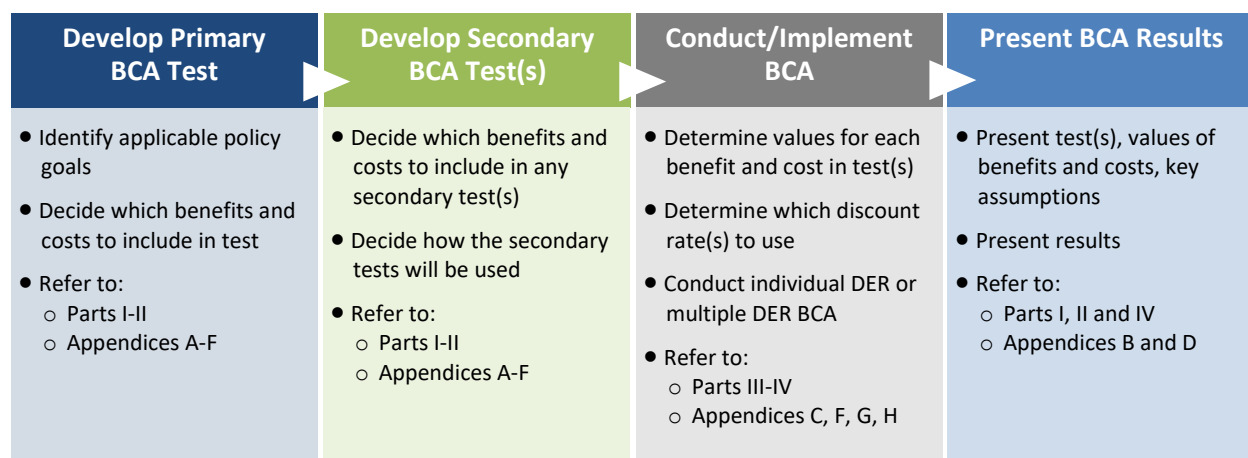 Develop Primary
BCA Test
• Identify applicable policy
goals
• Decide which benefits and
costs to include in test
• Refer to:
o Parts I-II
o Appendices A-F
Develop Secondary
BCA Test(s)
• Decide which benefits and
costs to include in any
secondary test(s)
• Decide how the secondary
tests will be used
• Refer to:
o Parts I-II
o Appendices A-F
Conduct/Implement
BCA
• Determine values for each
benefit and cost in test(s)
• Determine which discount
rate(s) to use
• Conduct individual DER or
multiple DER BCA
• Refer to:
o Parts III-IV
o Appendices C, F, G, H
Present BCA Results
• Present test(s), values of
benefits and costs, key
assumptions
• Present results
• Refer to:
o Parts I, II and IV
o Appendices B and D